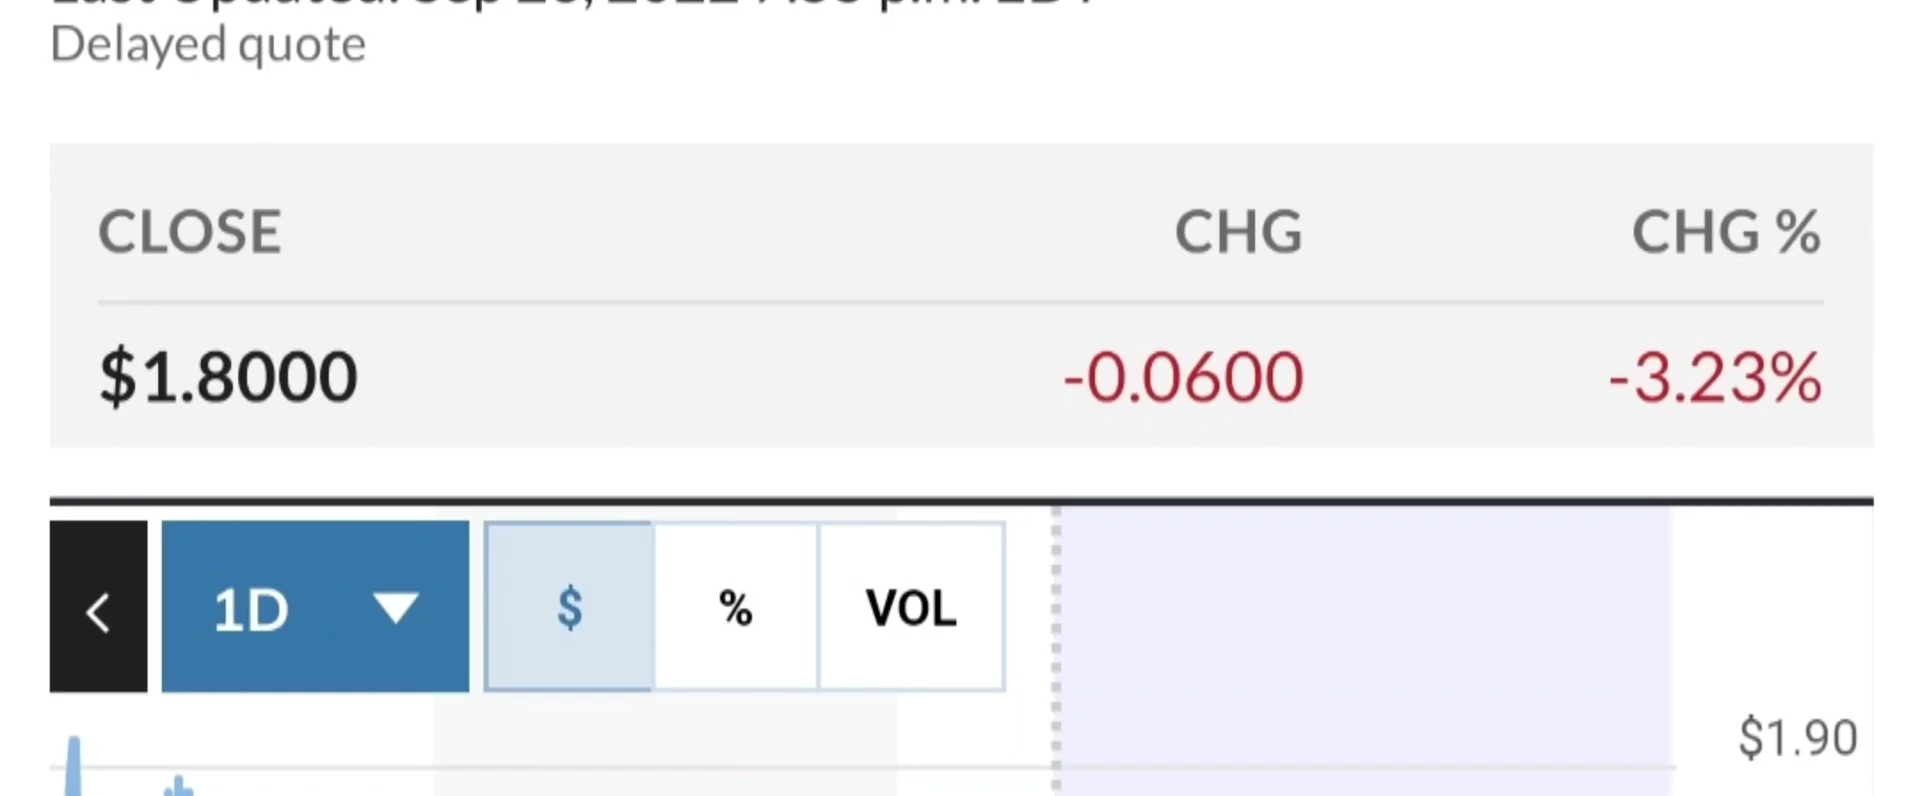 Delayed quote
CLOSE CHG CHG %
$1.8000 -0.0600 -3.23%
< 1D $ % VOL
$1.90